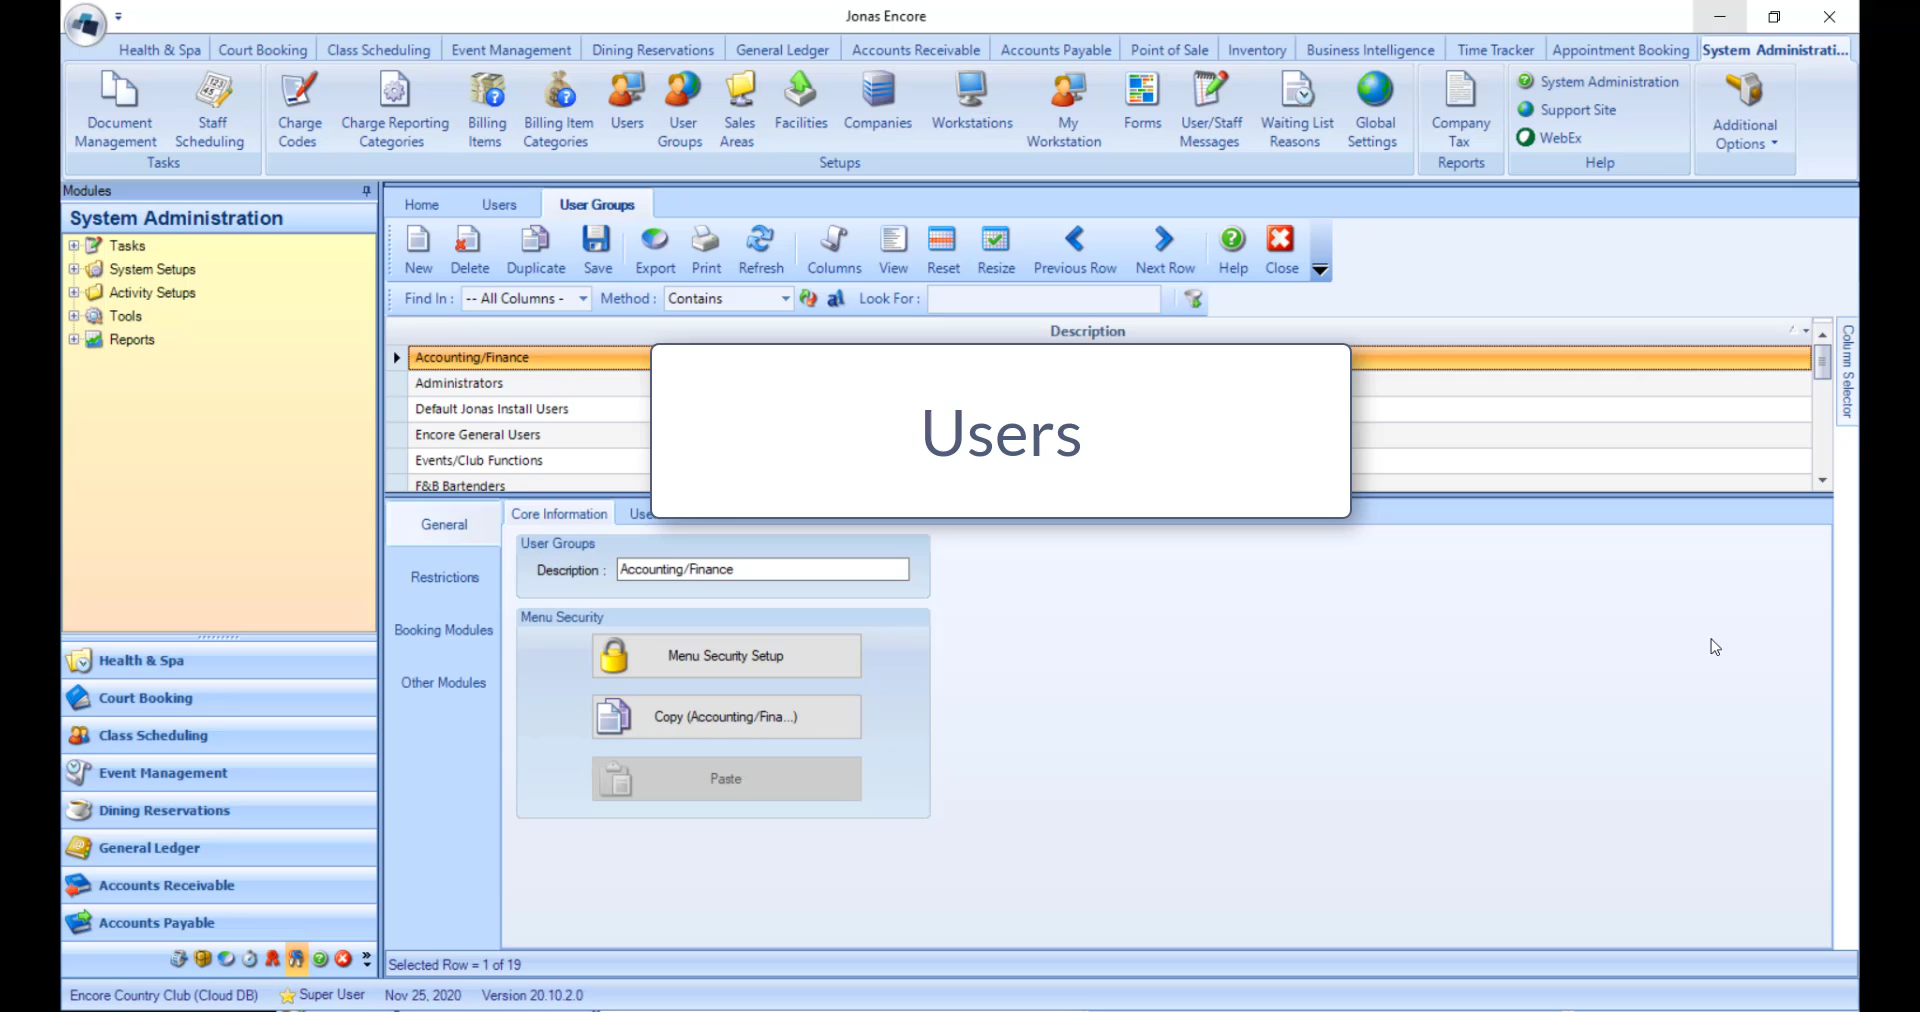 Jonas Encore
Health & Spa Court Booking Class Scheduling Event Management Dining Reservations General Ledger Accounts Receivable Accounts Payable Point of Sale Inventory Business Intelligence Time Tracker Appointment Booking System Administrati...
Document Management
Staff Scheduling
Tasks
Charge Codes
Charge Reporting Categories
Billing Items
Billing Item Categories
Users
User Groups
Sales Areas
Facilities
Companies
Workstations
My Workstation
Forms
User/Staff Messages
Waiting List Reasons
Global Settings
Setups
Company Tax
Reports
System Administration
Support Site
WebEx
Help
Additional Options
Modules
System Administration
Tasks
System Setups
Activity Setups
Tools
Reports
Health & Spa
Court Booking
Class Scheduling
Event Management
Dining Reservations
General Ledger
Accounts Receivable
Accounts Payable
Home Users User Groups
New Delete Duplicate Save Export Print Refresh Columns View Reset Resize Previous Row Next Row Help Close
Find In : -- All Columns - Method : Contains Look For :
Description
Accounting/Finance
Administrators
Default Jonas Install Users
Encore General Users
Events/Club Functions
F&B Bartenders
Column Selector
Users
General
Restrictions
Booking Modules
Other Modules
Core Information Use
User Groups
Description : Accounting/Finance
Menu Security
Menu Security Setup
Copy (Accounting/Fina...)
Paste
Selected Row = 1 of 19
Encore Country Club (Cloud DB) Super User Nov 25, 2020 Version 20.10.2.0